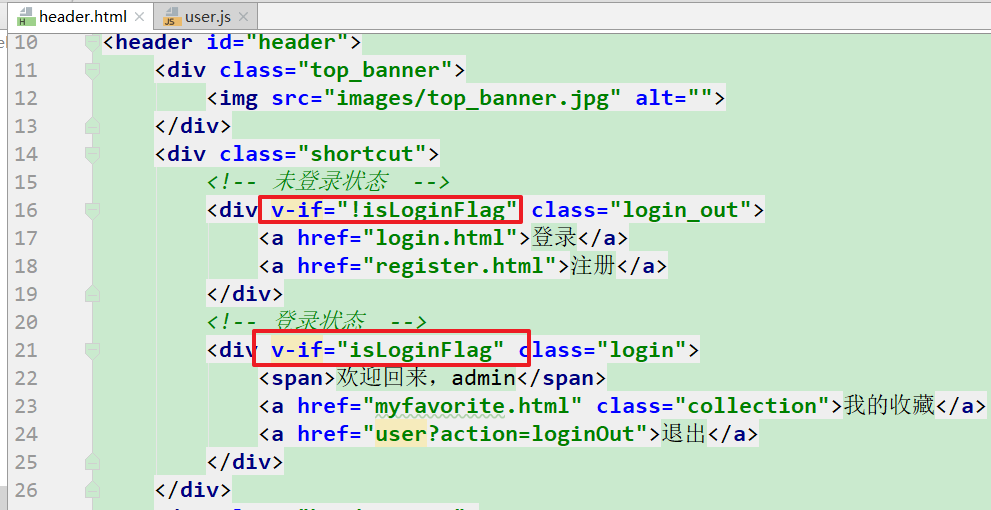 header.html × user.js ×
10 <header id="header">
11 <div class="top_banner">
12 <img src="images/top_banner.jpg" alt="">
13 </div>
14 <div class="shortcut">
15 <!-- 未登录状态 -->
16 <div v-if="!isLoginFlag" class="login_out">
17 <a href="login.html">登录</a>
18 <a href="register.html">注册</a>
19 </div>
20 <!-- 登录状态 -->
21 <div v-if="isLoginFlag" class="login">
22 <span>欢迎回来，admin</span>
23 <a href="myfavorite.html" class="collection">我的收藏</a>
24 <a href="user?action=loginOut">退出</a>
25 </div>
26 </div>